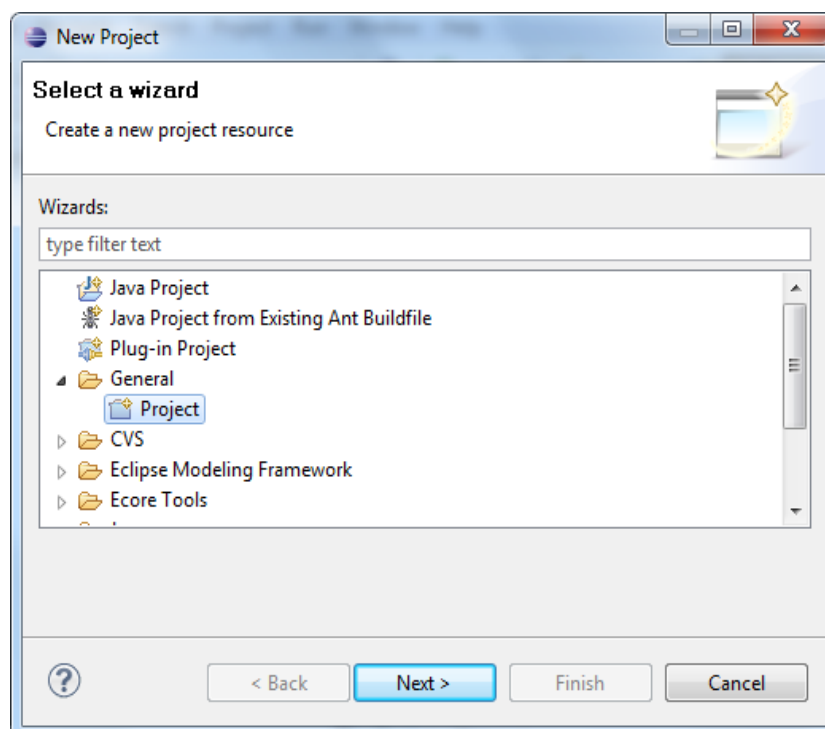 New Project
Select a wizard
Create a new project resource
Wizards:
type filter text
Java Project
Java Project from Existing Ant Buildfile
Plug-in Project
General
Project
CVS
Eclipse Modeling Framework
Ecore Tools
< Back
Next >
Finish
Cancel